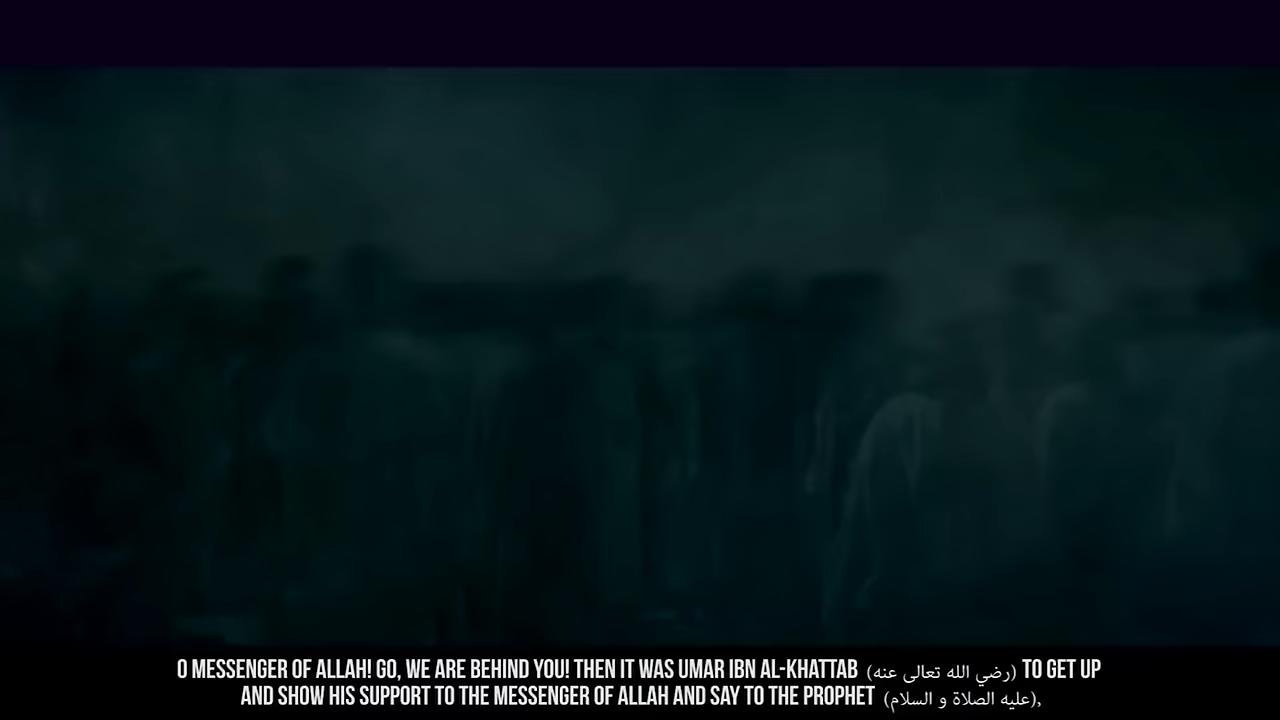 O MESSENGER OF ALLAH! GO, WE ARE BEHIND YOU! THEN IT WAS UMAR IBN AL-KHATTAB (رضي الله تعالى عنه) TO GET UP
AND SHOW HIS SUPPORT TO THE MESSENGER OF ALLAH AND SAY TO THE PROPHET (عليه الصلاة و السلام),